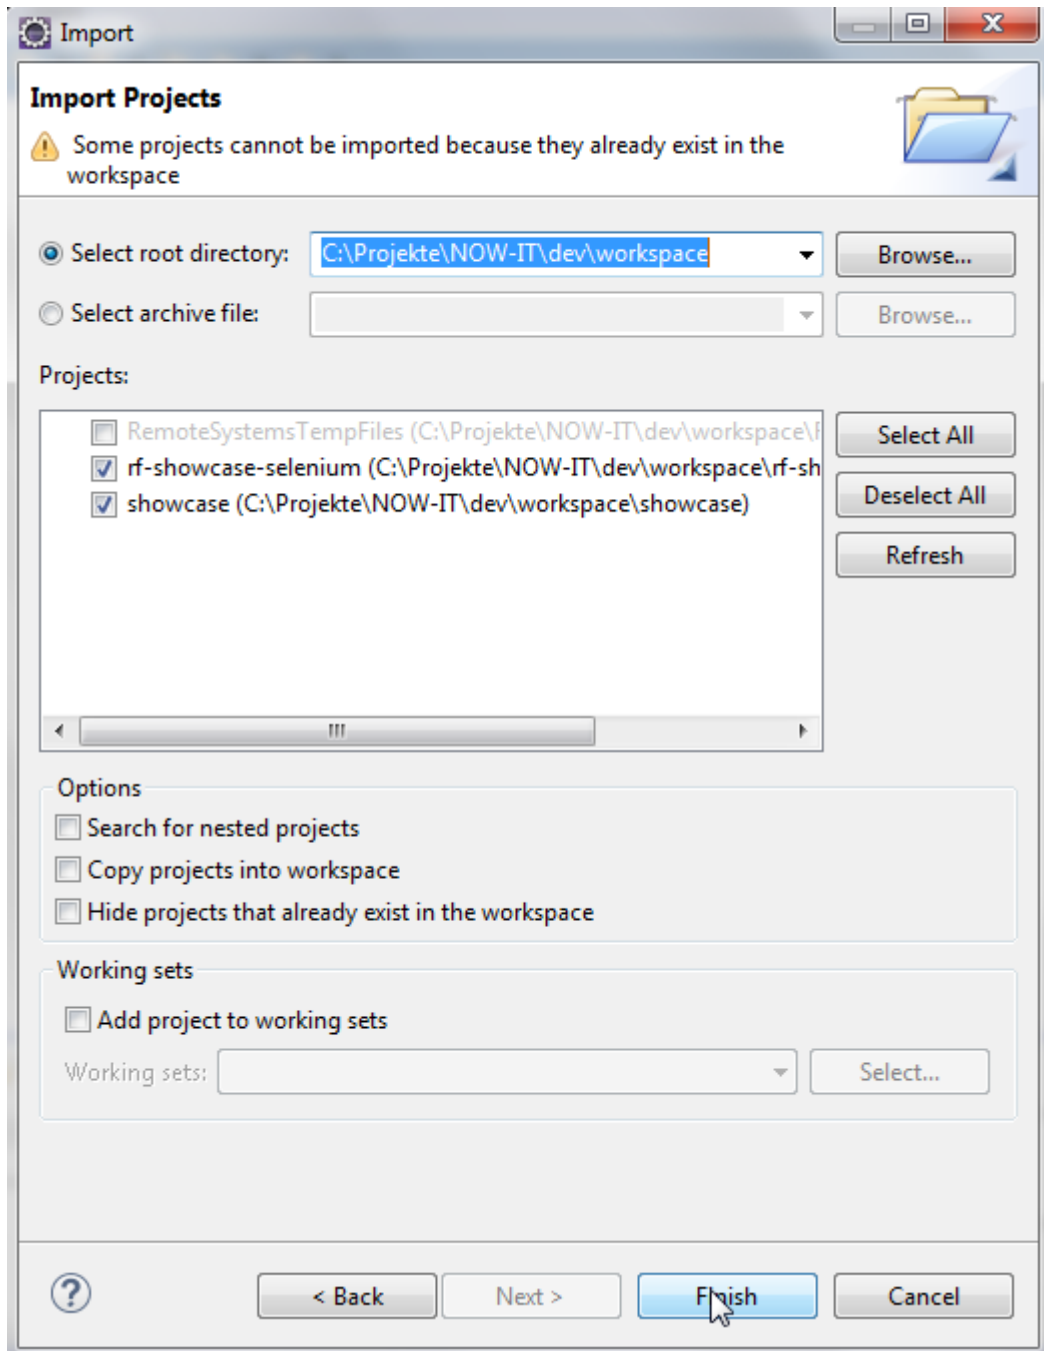 Import
Import Projects
Some projects cannot be imported because they already exist in the
workspace
Select root directory: C:\Projekte\NOW-IT\dev\workspace Browse...
Select archive file: Browse...
Projects:
RemoteSystemsTempFiles (C:\Projekte\NOW-IT\dev\workspace\
Select All
rf-showcase-selenium (C:\Projekte\NOW-IT\dev\workspace\rf-sh
showcase (C:\Projekte\NOW-IT\dev\workspace\showcase)
Deselect All
Refresh
Options
Search for nested projects
Copy projects into workspace
Hide projects that already exist in the workspace
Working sets
Add project to working sets
Working sets: Select...
? < Back Next > Finish Cancel